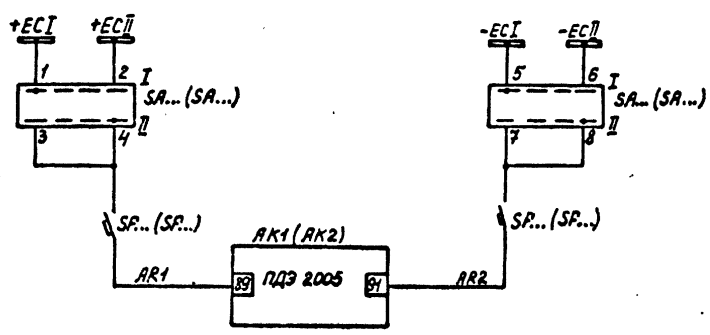 +ECI +ECII -ECI -ECII
1 2 I 5 6 I
SA... (SA...) SA... (SA...)
3 4 II 7 8 II
SF... (SF...) SF... (SF...)
AK1 (AK2)
AR1 89 ПДЭ 2005 91 AR2